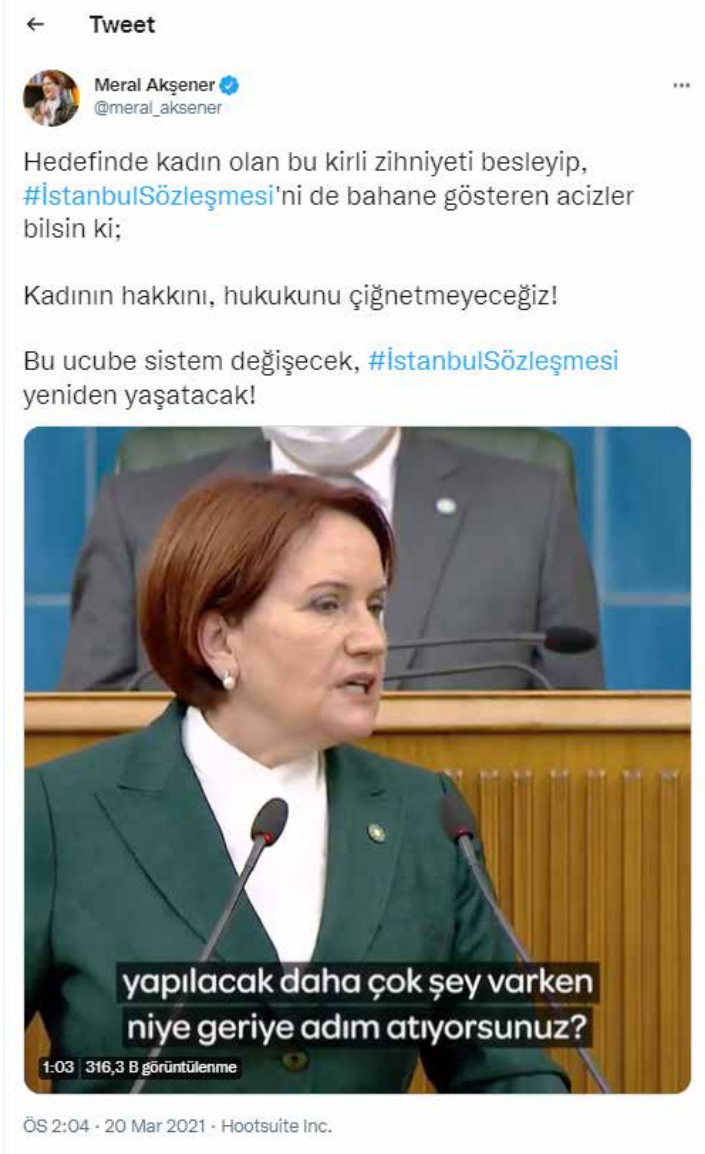 Tweet
Meral Akşener
@meral_aksener
Hedefinde kadın olan bu kirli zihniyeti besleyip,
#İstanbulSözleşmesi'ni de bahane gösteren acizler
bilsin ki;
Kadının hakkını, hukukunu çiğnetmeyeceğiz!
Bu ucube sistem değişecek, #İstanbulSözleşmesi
yeniden yaşatacak!
yapılacak daha çok şey varken
niye geriye adım atıyorsunuz?
1:03 316,3 B görüntülenme
ÖS 2:04 · 20 Mar 2021 · Hootsuite Inc.